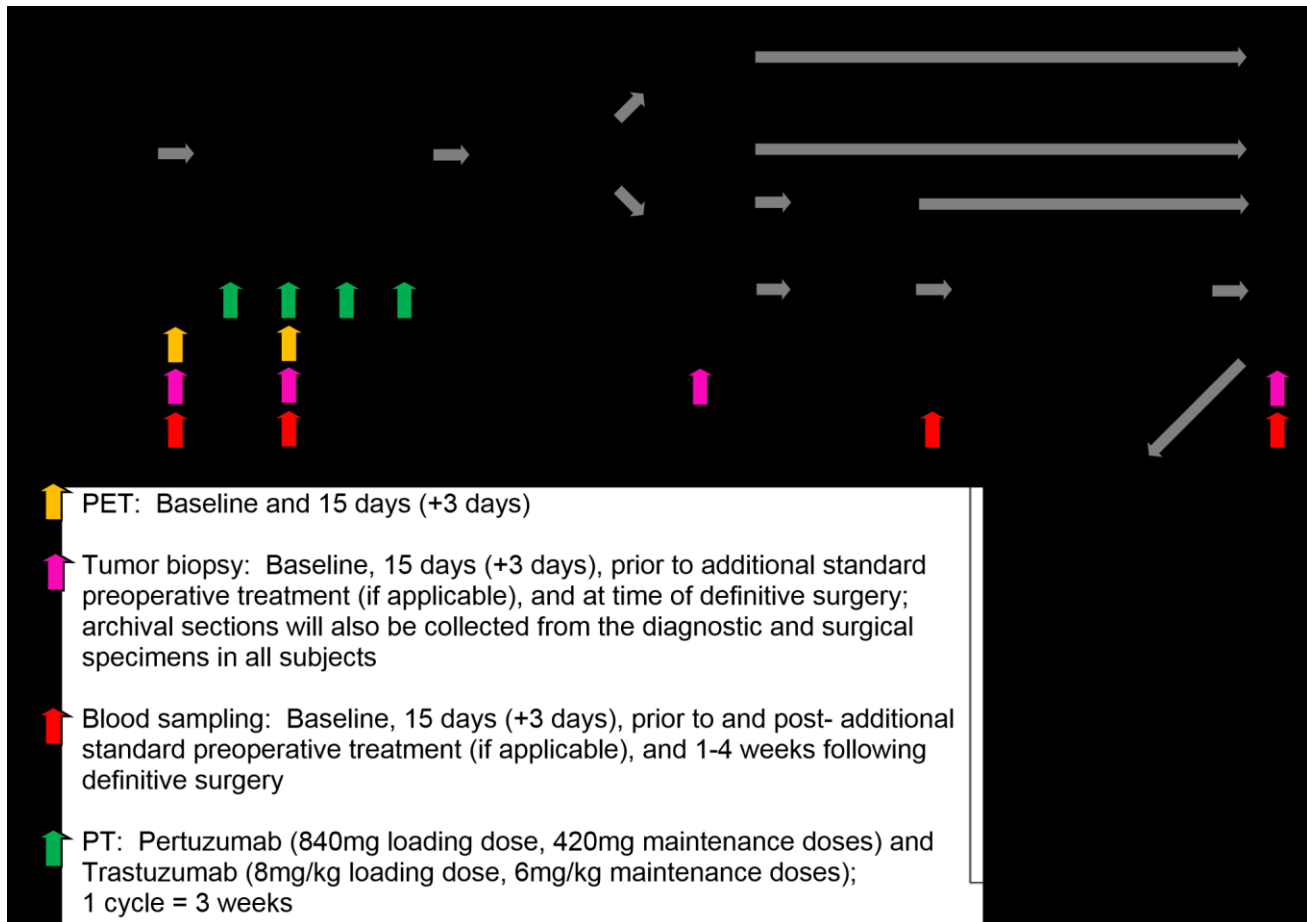 PET: Baseline and 15 days (+3 days)
Tumor biopsy: Baseline, 15 days (+3 days), prior to additional standard
preoperative treatment (if applicable), and at time of definitive surgery;
archival sections will also be collected from the diagnostic and surgical
specimens in all subjects
Blood sampling: Baseline, 15 days (+3 days), prior to and post- additional
standard preoperative treatment (if applicable), and 1-4 weeks following
definitive surgery
PT: Pertuzumab (840mg loading dose, 420mg maintenance doses) and
Trastuzumab (8mg/kg loading dose, 6mg/kg maintenance doses);
1 cycle = 3 weeks